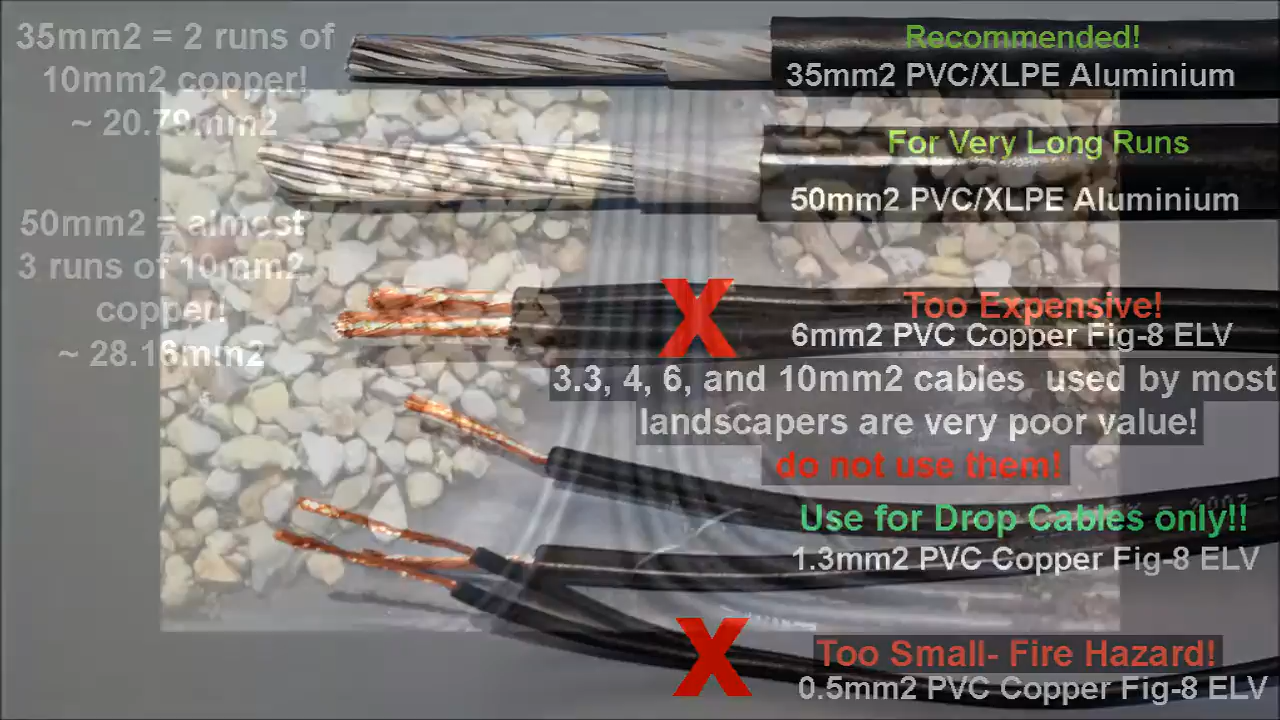 35mm2 = 2 runs of
10mm2 copper!
~ 20.79mm2
50mm2 = almost
3 runs of 10mm2
copper!
~ 28.16mm2
Recommended!
35mm2 PVC/XLPE Aluminium
For Very Long Runs
50mm2 PVC/XLPE Aluminium
X
Too Expensive!
6mm2 PVC Copper Fig-8 ELV
3.3, 4, 6, and 10mm2 cables used by most
landscapers are very poor value!
do not use them!
Use for Drop Cables only!!
1.3mm2 PVC Copper Fig-8 ELV
X
Too Small- Fire Hazard!
0.5mm2 PVC Copper Fig-8 ELV